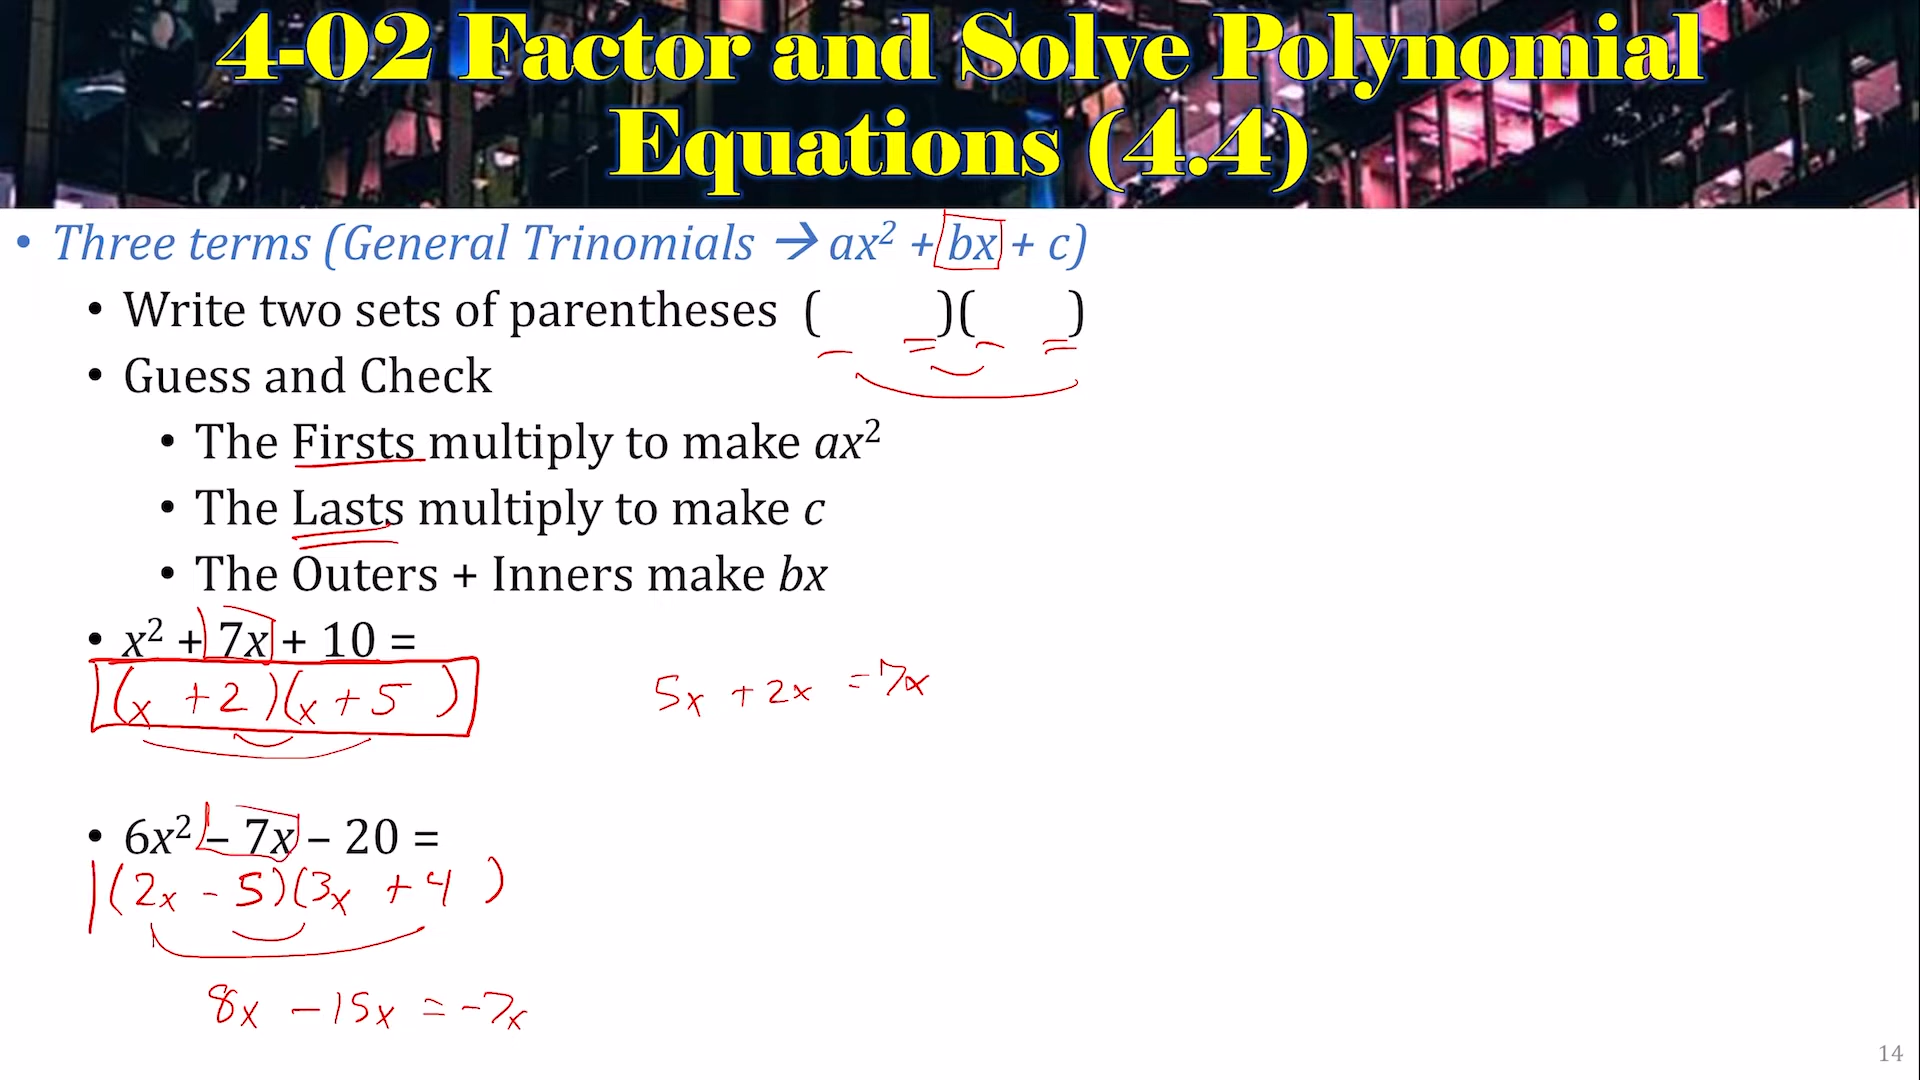 4-02 Factor and Solve Polynomial
Equations (4.4)
• Three terms (General Trinomials → ax² + bx + c)
• Write two sets of parentheses ( )( )
• Guess and Check
• The Firsts multiply to make ax²
• The Lasts multiply to make c
• The Outers + Inners make bx
• x² + 7x + 10 =
(x + 2)(x + 5)
5x + 2x = 7x
• 6x² – 7x – 20 =
(2x - 5)(3x + 4)
8x - 15x = -7x
14